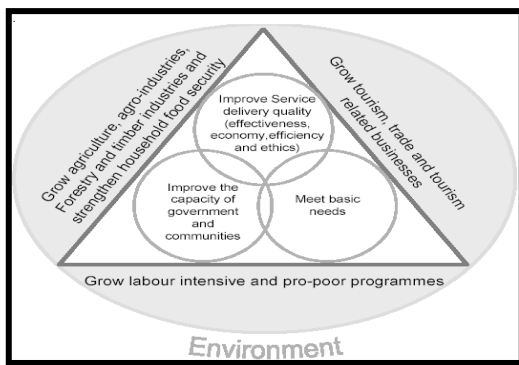 Grow agriculture, agro-industries,
Forestry and timber industries and
strengthen household food security
Grow tourism, trade and tourism
related businesses
Improve Service
delivery quality
(effectiveness,
economy,efficiency
and ethics)
Improve the
capacity of
government
and
communities
Meet basic
needs
Grow labour intensive and pro-poor programmes
Environment